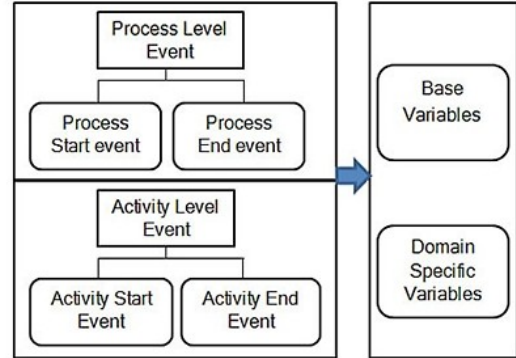 Process Level
Event
Process
Start event
Process
End event
Activity Level
Event
Activity Start
Event
Activity End
Event
Base
Variables
Domain
Specific
Variables